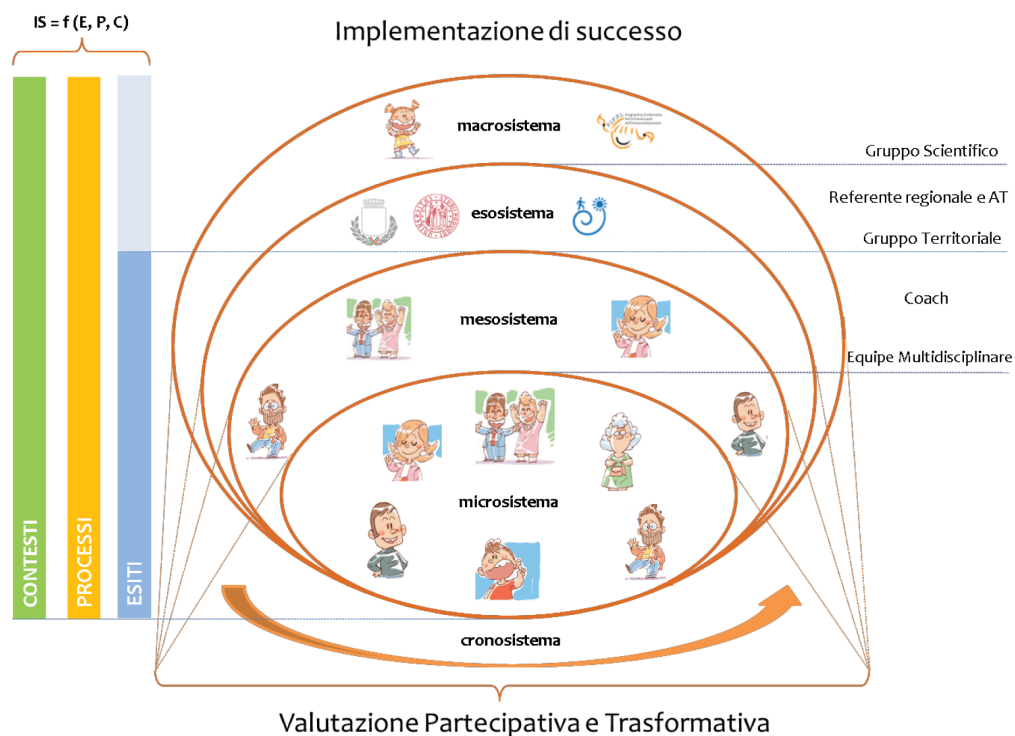 IS = f (E, P, C)
Implementazione di successo
macrosistema
Gruppo Scientifico
esosistema
Referente regionale e AT
Gruppo Territoriale
mesosistema
Coach
Equipe Multidisciplinare
microsistema
CONTESTI
PROCESSI
ESITI
cronosistema
Valutazione Partecipativa e Trasformativa